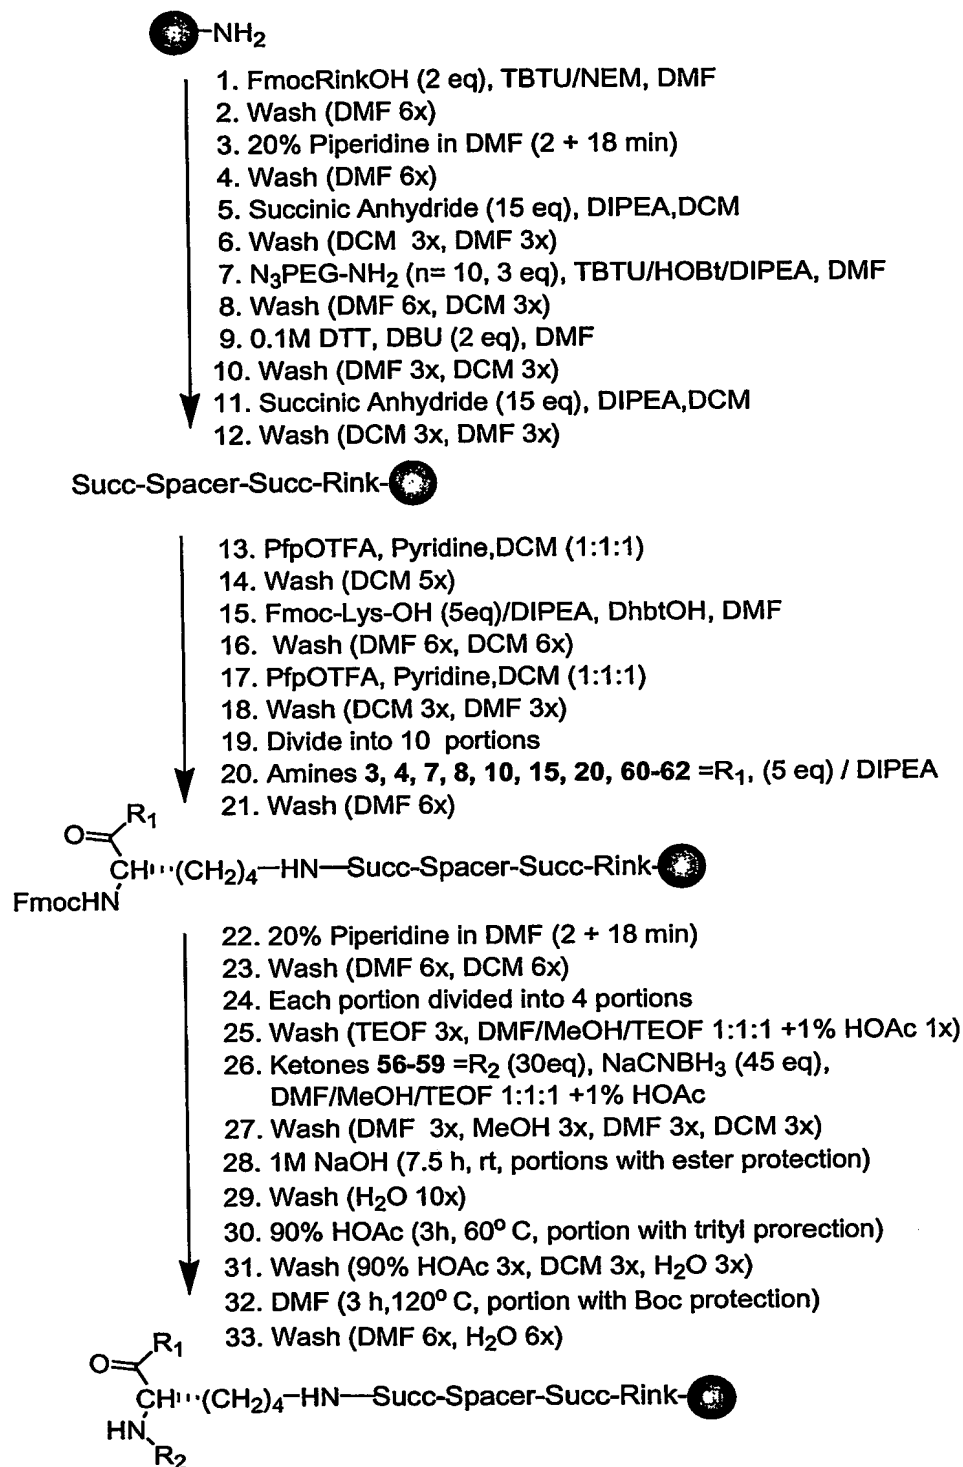 NH2
1. FmocRinkOH (2 eq), TBTU/NEM, DMF
2. Wash (DMF 6x)
3. 20% Piperidine in DMF (2 + 18 min)
4. Wash (DMF 6x)
5. Succinic Anhydride (15 eq), DIPEA,DCM
6. Wash (DCM 3x, DMF 3x)
7. N3PEG-NH2 (n= 10, 3 eq), TBTU/HOBt/DIPEA, DMF
8. Wash (DMF 6x, DCM 3x)
9. 0.1M DTT, DBU (2 eq), DMF
10. Wash (DMF 3x, DCM 3x)
11. Succinic Anhydride (15 eq), DIPEA,DCM
12. Wash (DCM 3x, DMF 3x)
Succ-Spacer-Succ-Rink-
13. PfpOTFA, Pyridine,DCM (1:1:1)
14. Wash (DCM 5x)
15. Fmoc-Lys-OH (5eq)/DIPEA, DhbtOH, DMF
16. Wash (DMF 6x, DCM 6x)
17. PfpOTFA, Pyridine,DCM (1:1:1)
18. Wash (DCM 3x, DMF 3x)
19. Divide into 10 portions
20. Amines 3, 4, 7, 8, 10, 15, 20, 60-62 =R1, (5 eq) / DIPEA
21. Wash (DMF 6x)
R1
O
CH (CH2)4-HN-Succ-Spacer-Succ-Rink-
FmocHN
22. 20% Piperidine in DMF (2 + 18 min)
23. Wash (DMF 6x, DCM 6x)
24. Each portion divided into 4 portions
25. Wash (TEOF 3x, DMF/MeOH/TEOF 1:1:1 +1% HOAc 1x)
26. Ketones 56-59 =R2 (30eq), NaCNBH3 (45 eq),
DMF/MeOH/TEOF 1:1:1 +1% HOAc
27. Wash (DMF 3x, MeOH 3x, DMF 3x, DCM 3x)
28. 1M NaOH (7.5 h, rt, portions with ester protection)
29. Wash (H2O 10x)
30. 90% HOAc (3h, 60° C, portion with trityl prorection)
31. Wash (90% HOAc 3x, DCM 3x, H2O 3x)
32. DMF (3 h,120° C, portion with Boc protection)
33. Wash (DMF 6x, H2O 6x)
R1
O
CH (CH2)4-HN-Succ-Spacer-Succ-Rink-
HN
R2